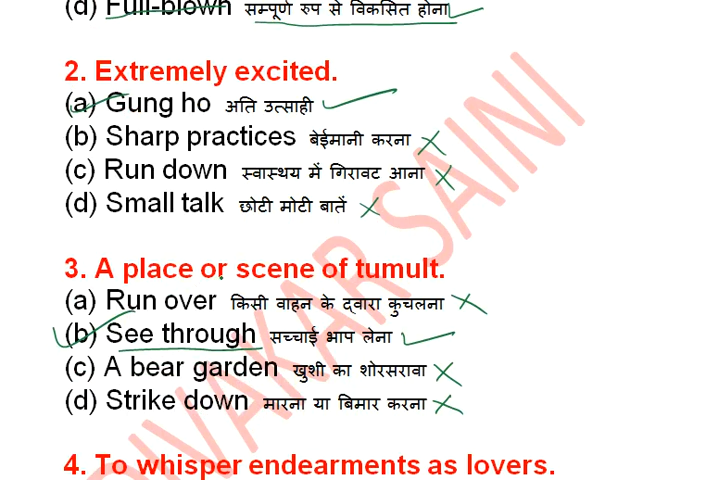 (d) Full-blown सम्पूर्ण रुप से विकसित होना
2. Extremely excited.
(a) Gung ho अति उत्साही
(b) Sharp practices बेईमानी करना
(c) Run down स्वास्थय में गिरावट आना
(d) Small talk छोटी मोटी बातें
3. A place or scene of tumult.
(a) Run over किसी वाहन के द्वारा कुचलना
(b) See through सच्चाई भाप लेना
(c) A bear garden खुशी का शोरसरावा
(d) Strike down मारना या बिमार करना
4. To whisper endearments as lovers.
DIVAKAR SAINI